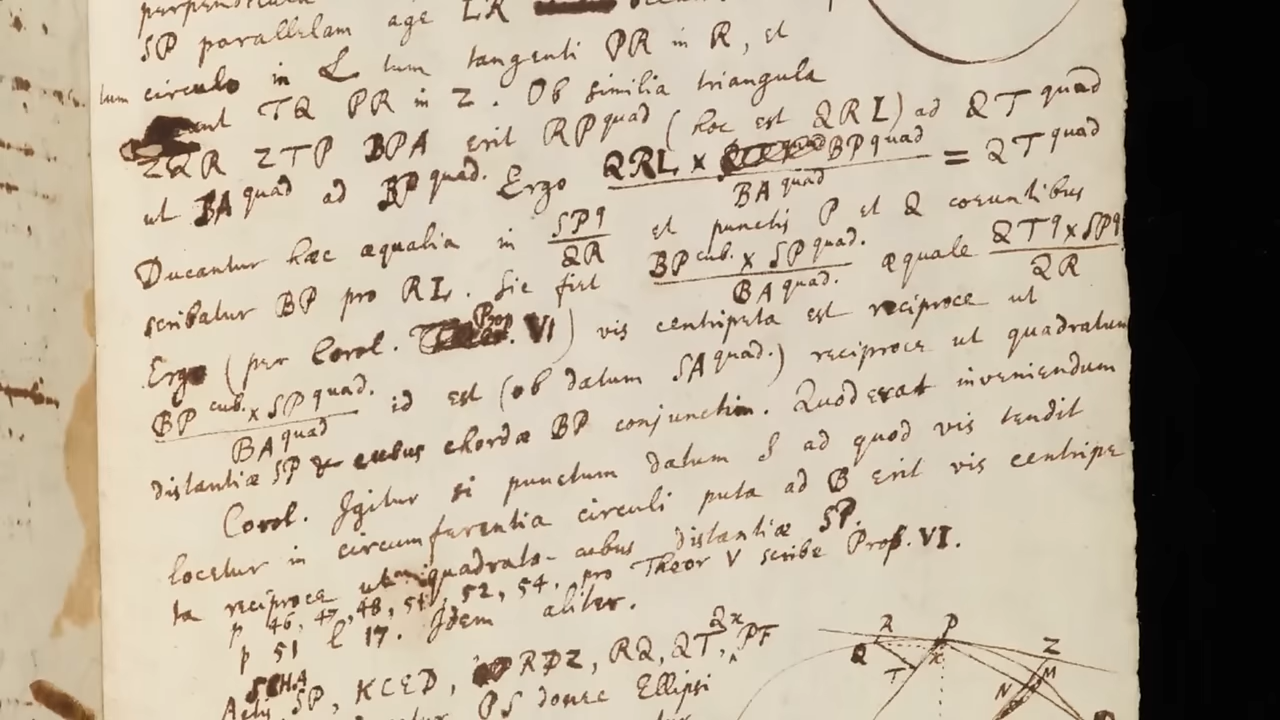 SP parallelam age LR
tum circulo in L tum tangenti PR in R, et
TQ PR in Z. Ob similia triangula
ZQR ZTP BPA erit RP quad (hoc est QRL) ad QT quad
ut BA quad ad BP quad. Ergo QRL × BP quad / BA quad = QT quad
Ducantur hæc æqualia in SPq / QR et punctis P et Q coeuntibus
scribatur BP pro RL. Sic fiet BP cub. × SP quad. / BA quad. æquale QTq × SPq / QR
Ergo (per Corol. Prop. VI) vis centripeta est reciproce ut
BP cub. × SP quad. / BA quad id est (ob datum SA quad.) reciproce ut quadratum
distantiæ SP & cubus chordæ BP conjunctim. Quod erat inveniendum
Corol. Igitur si punctum datum S ad quod vis tendit
locetur in circumferentia circuli puta ad B erit vis centripe
ta reciproce ut quadrato-cubus distantiæ SP.
p 46, 47, 48, 51, 52, 54. pro Theor V scribe Prop. VI.
p 51 l 17. Idem aliter.
SP, KCED, RPZ, RQ, QT, Qx, PF
PS donec Ellipsi
R P Z
Q x
T N M